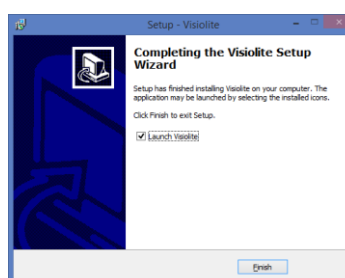 Setup - Visiolite
Completing the Visiolite Setup
Wizard
Setup has finished installing Visiolite on your computer. The
application may be launched by selecting the installed icons.
Click Finish to exit Setup.
Launch Visiolite
Finish